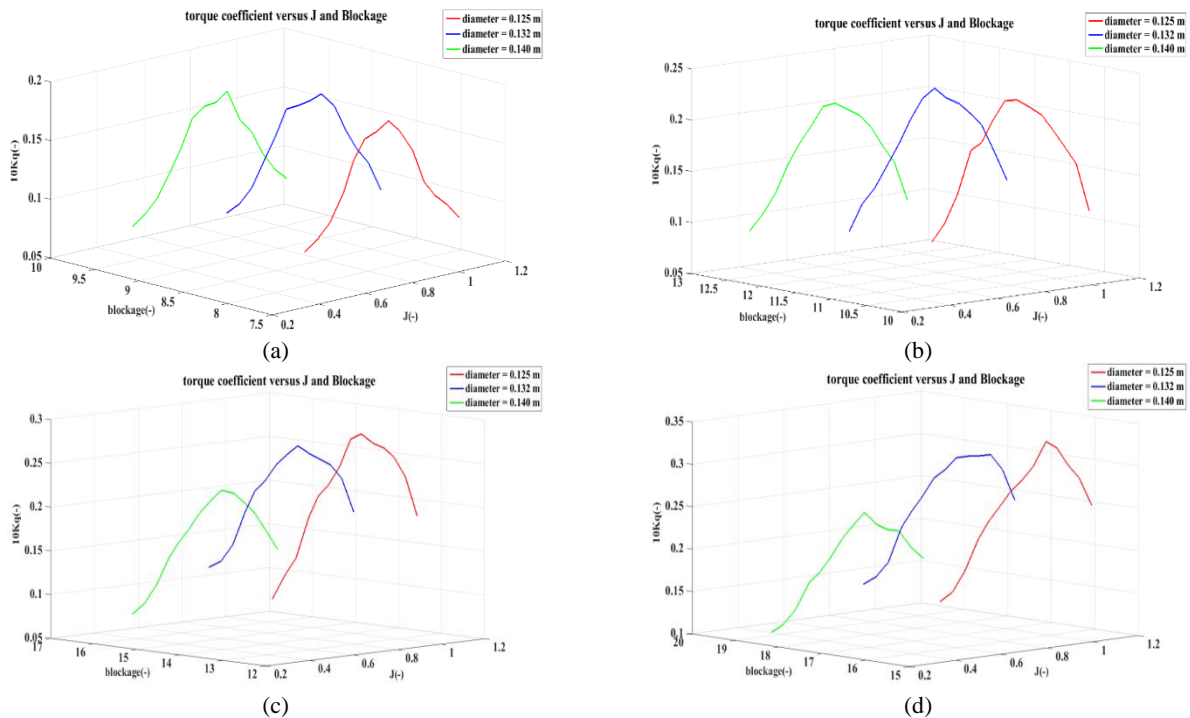 torque coefficient versus J and Blockage
diameter = 0.125 m
diameter = 0.132 m
diameter = 0.140 m
0.2
0.15
0.1
0.05
10Kq(-)
10
9.5
9
8.5
8
7.5
blockage(-)
0.2
0.4
0.6
0.8
1
1.2
J(-)
(a)
torque coefficient versus J and Blockage
diameter = 0.125 m
diameter = 0.132 m
diameter = 0.140 m
0.25
0.2
0.15
0.1
0.05
10Kq(-)
13
12.5
12
11.5
11
10.5
10
blockage(-)
0.2
0.4
0.6
0.8
1
1.2
J(-)
(b)
torque coefficient versus J and Blockage
diameter = 0.125 m
diameter = 0.132 m
diameter = 0.140 m
0.3
0.25
0.2
0.15
0.1
0.05
10Kq(-)
17
16
15
14
13
12
blockage(-)
0.2
0.4
0.6
0.8
1
1.2
J(-)
(c)
torque coefficient versus J and Blockage
diameter = 0.125 m
diameter = 0.132 m
diameter = 0.140 m
0.35
0.3
0.25
0.2
0.15
0.1
10Kq(-)
20
19
18
17
16
15
blockage(-)
0.2
0.4
0.6
0.8
1
1.2
J(-)
(d)